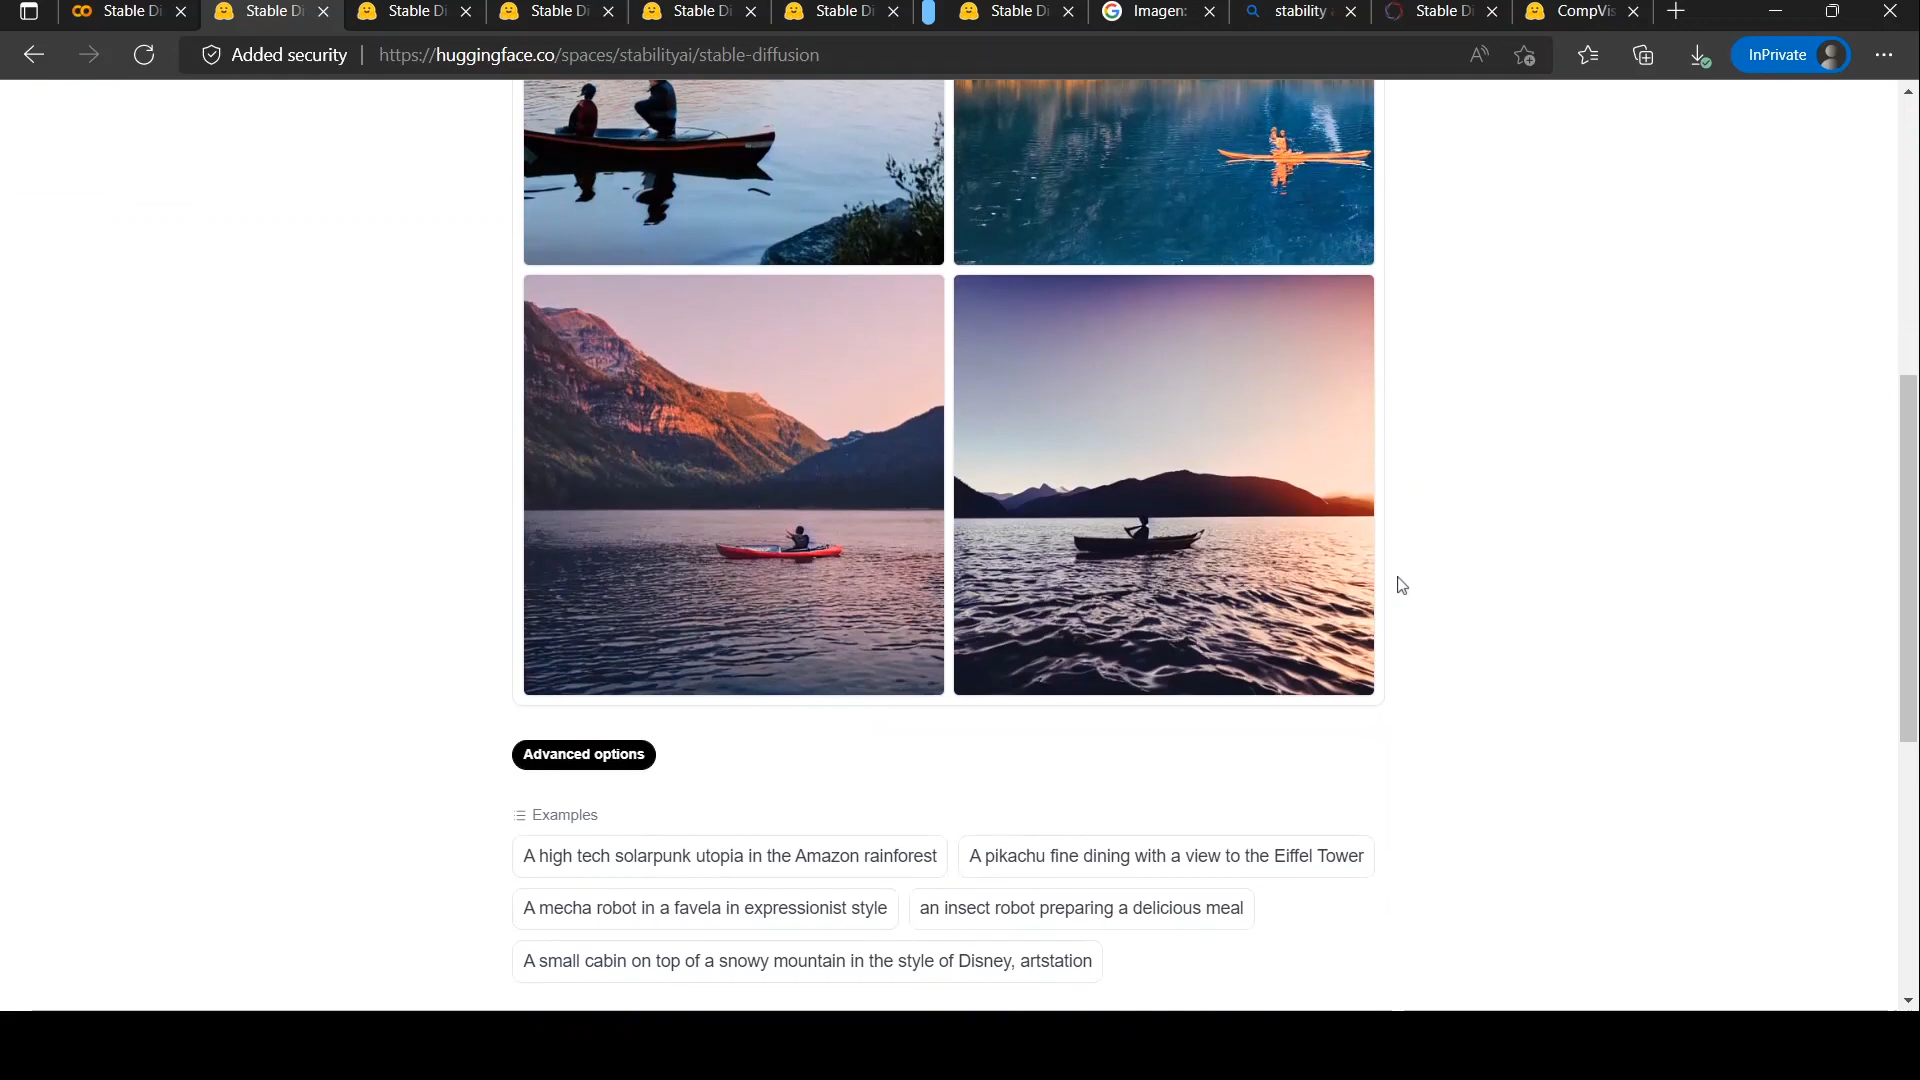 Stable Di Stable Di Stable Di Stable Di Stable Di Stable Di Stable Di Imagen: stability Stable Di CompVis
Added security https://huggingface.co/spaces/stabilityai/stable-diffusion InPrivate
Advanced options
Examples
A high tech solarpunk utopia in the Amazon rainforest A pikachu fine dining with a view to the Eiffel Tower
A mecha robot in a favela in expressionist style an insect robot preparing a delicious meal
A small cabin on top of a snowy mountain in the style of Disney, artstation